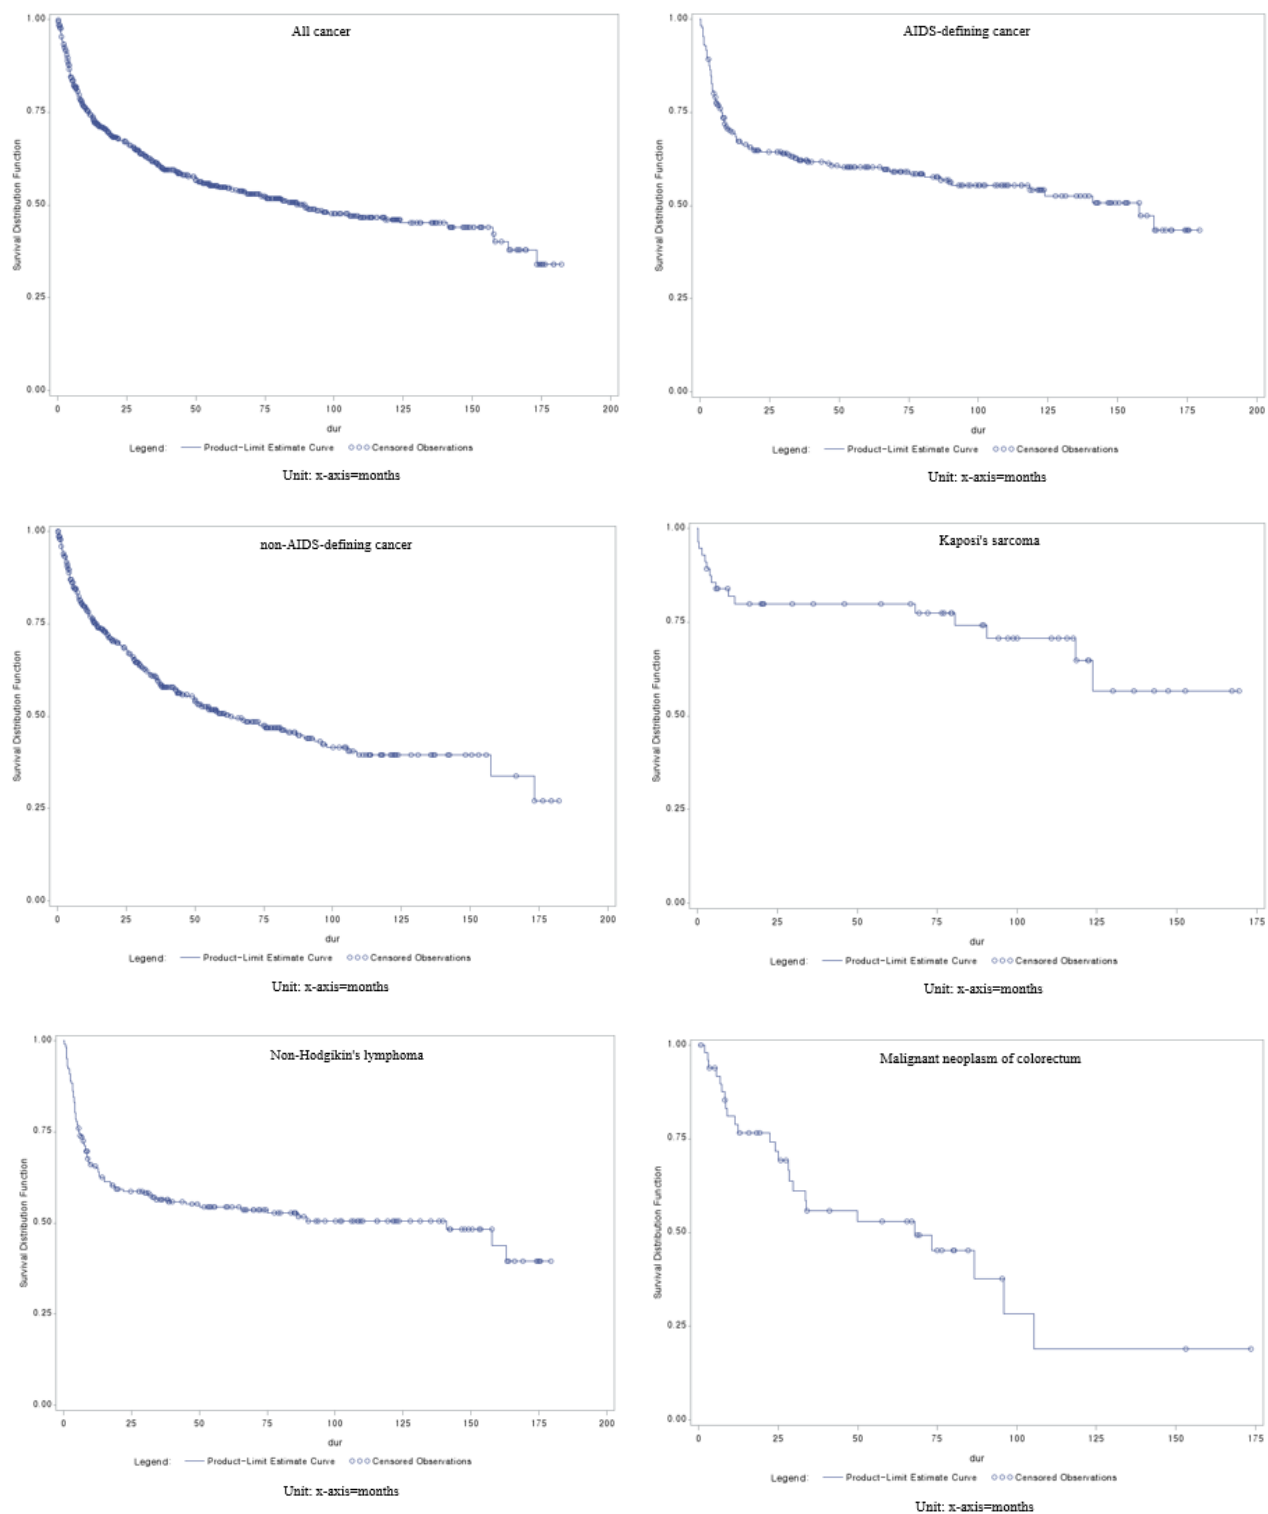 All cancer
1.00
0.75
0.50
0.25
0.00
Survival Distribution Function
0 25 50 75 100 125 150 175 200
dur
Legend: Product-Limit Estimate Curve Censored Observations
Unit: x-axis=months
AIDS-defining cancer
1.00
0.75
0.50
0.25
0.00
Survival Distribution Function
0 25 50 75 100 125 150 175 200
dur
Legend: Product-Limit Estimate Curve Censored Observations
Unit: x-axis=months
non-AIDS-defining cancer
1.00
0.75
0.50
0.25
0.00
Survival Distribution Function
0 25 50 75 100 125 150 175 200
dur
Legend: Product-Limit Estimate Curve Censored Observations
Unit: x-axis=months
Kaposi's sarcoma
1.00
0.75
0.50
0.25
0.00
Survival Distribution Function
0 25 50 75 100 125 150 175
dur
Legend: Product-Limit Estimate Curve Censored Observations
Unit: x-axis=months
Non-Hodgikin's lymphoma
1.00
0.75
0.50
0.25
0.00
Survival Distribution Function
0 25 50 75 100 125 150 175 200
dur
Legend: Product-Limit Estimate Curve Censored Observations
Unit: x-axis=months
Malignant neoplasm of colorectum
1.00
0.75
0.50
0.25
0.00
Survival Distribution Function
0 25 50 75 100 125 150 175
dur
Legend: Product-Limit Estimate Curve Censored Observations
Unit: x-axis=months